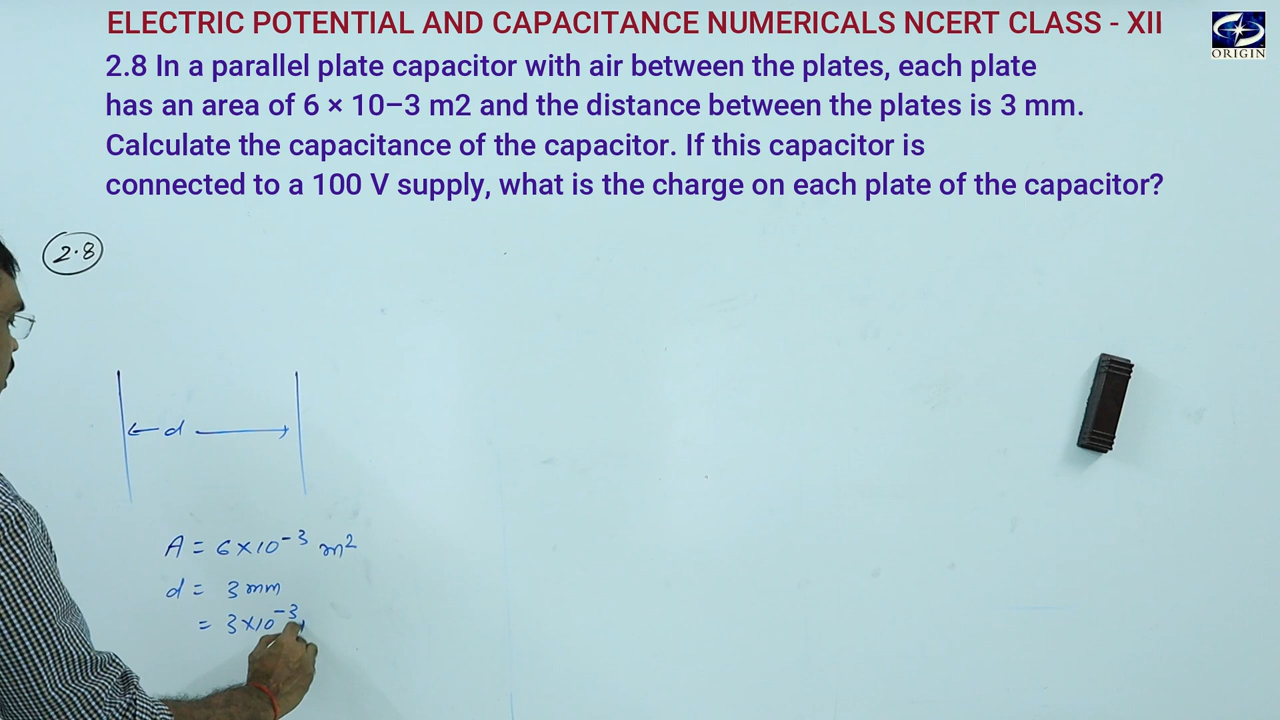 ELECTRIC POTENTIAL AND CAPACITANCE NUMERICALS NCERT CLASS - XII
ORIGIN
2.8 In a parallel plate capacitor with air between the plates, each plate
has an area of 6 × 10–3 m2 and the distance between the plates is 3 mm.
Calculate the capacitance of the capacitor. If this capacitor is
connected to a 100 V supply, what is the charge on each plate of the capacitor?
2.8
d
A = 6×10⁻³ m²
d = 3 mm
= 3×10⁻³